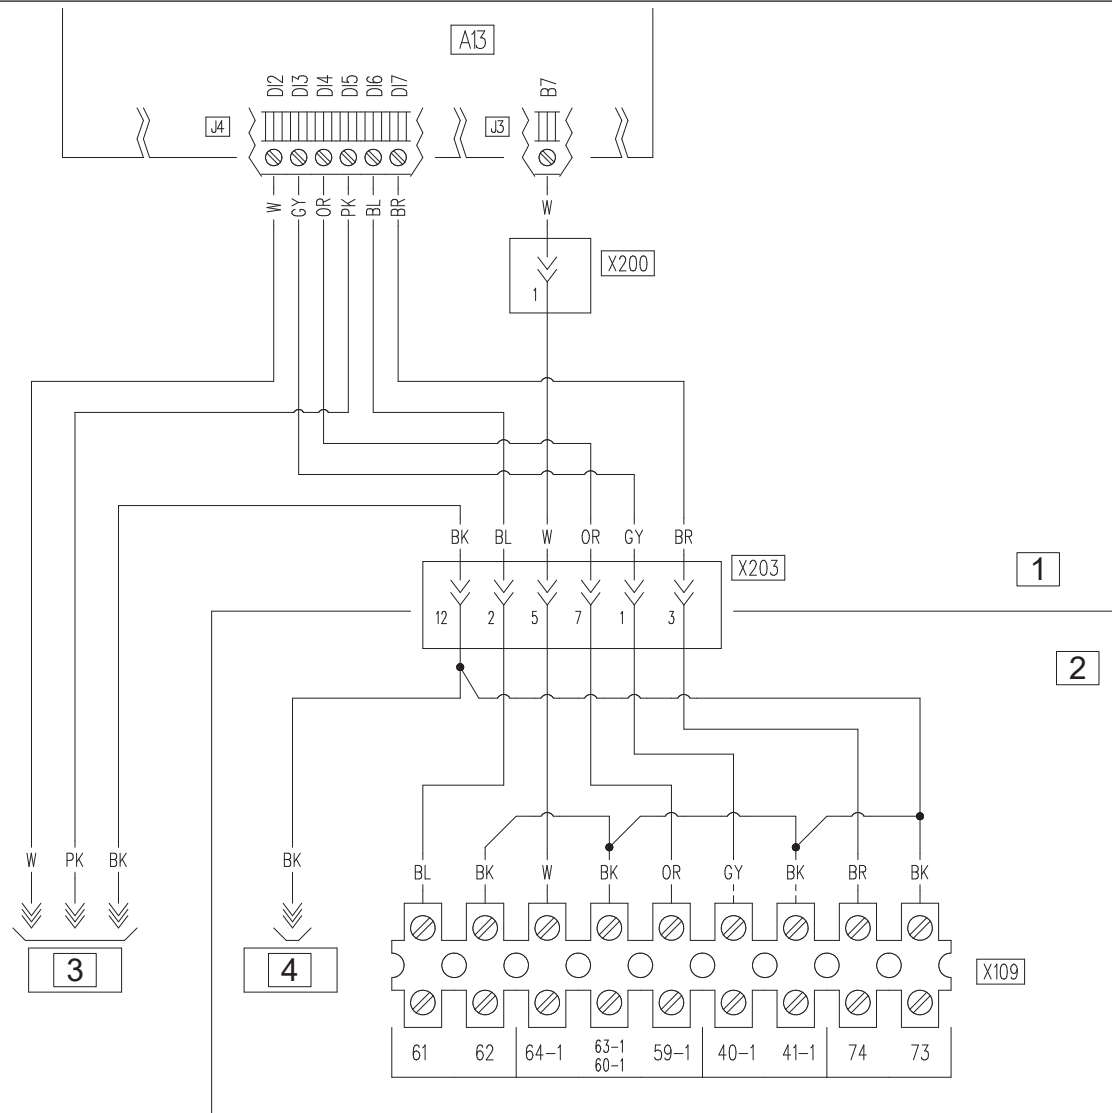 A13
DI2 DI3 DI4 DI5 DI6 DI7 B7
J4 J3
W GY OR PK BL BR W
X200
1
BK BL W OR GY BR
X203
1
12 2 5 7 1 3
2
W PK BK BK
BL BK W BK OR GY BK BR BK
3 4
X109
61 62 64-1 63-1 59-1 40-1 41-1 74 73
60-1